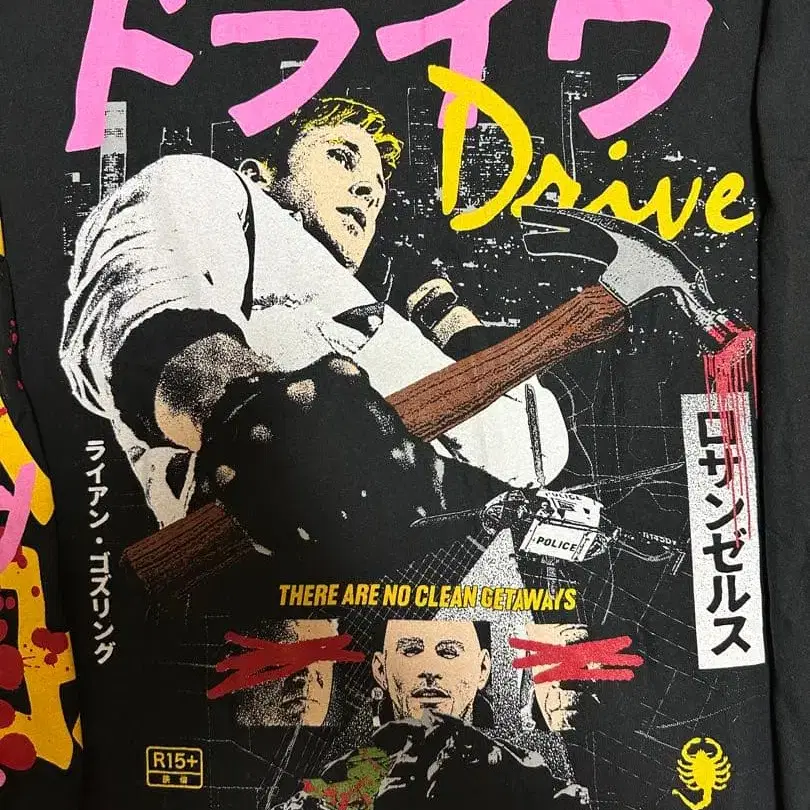 ドライヴ
Drive
ライアン・ゴズリング
ロサンゼルス
POLICE
THERE ARE NO CLEAN GETAWAYS
R15+